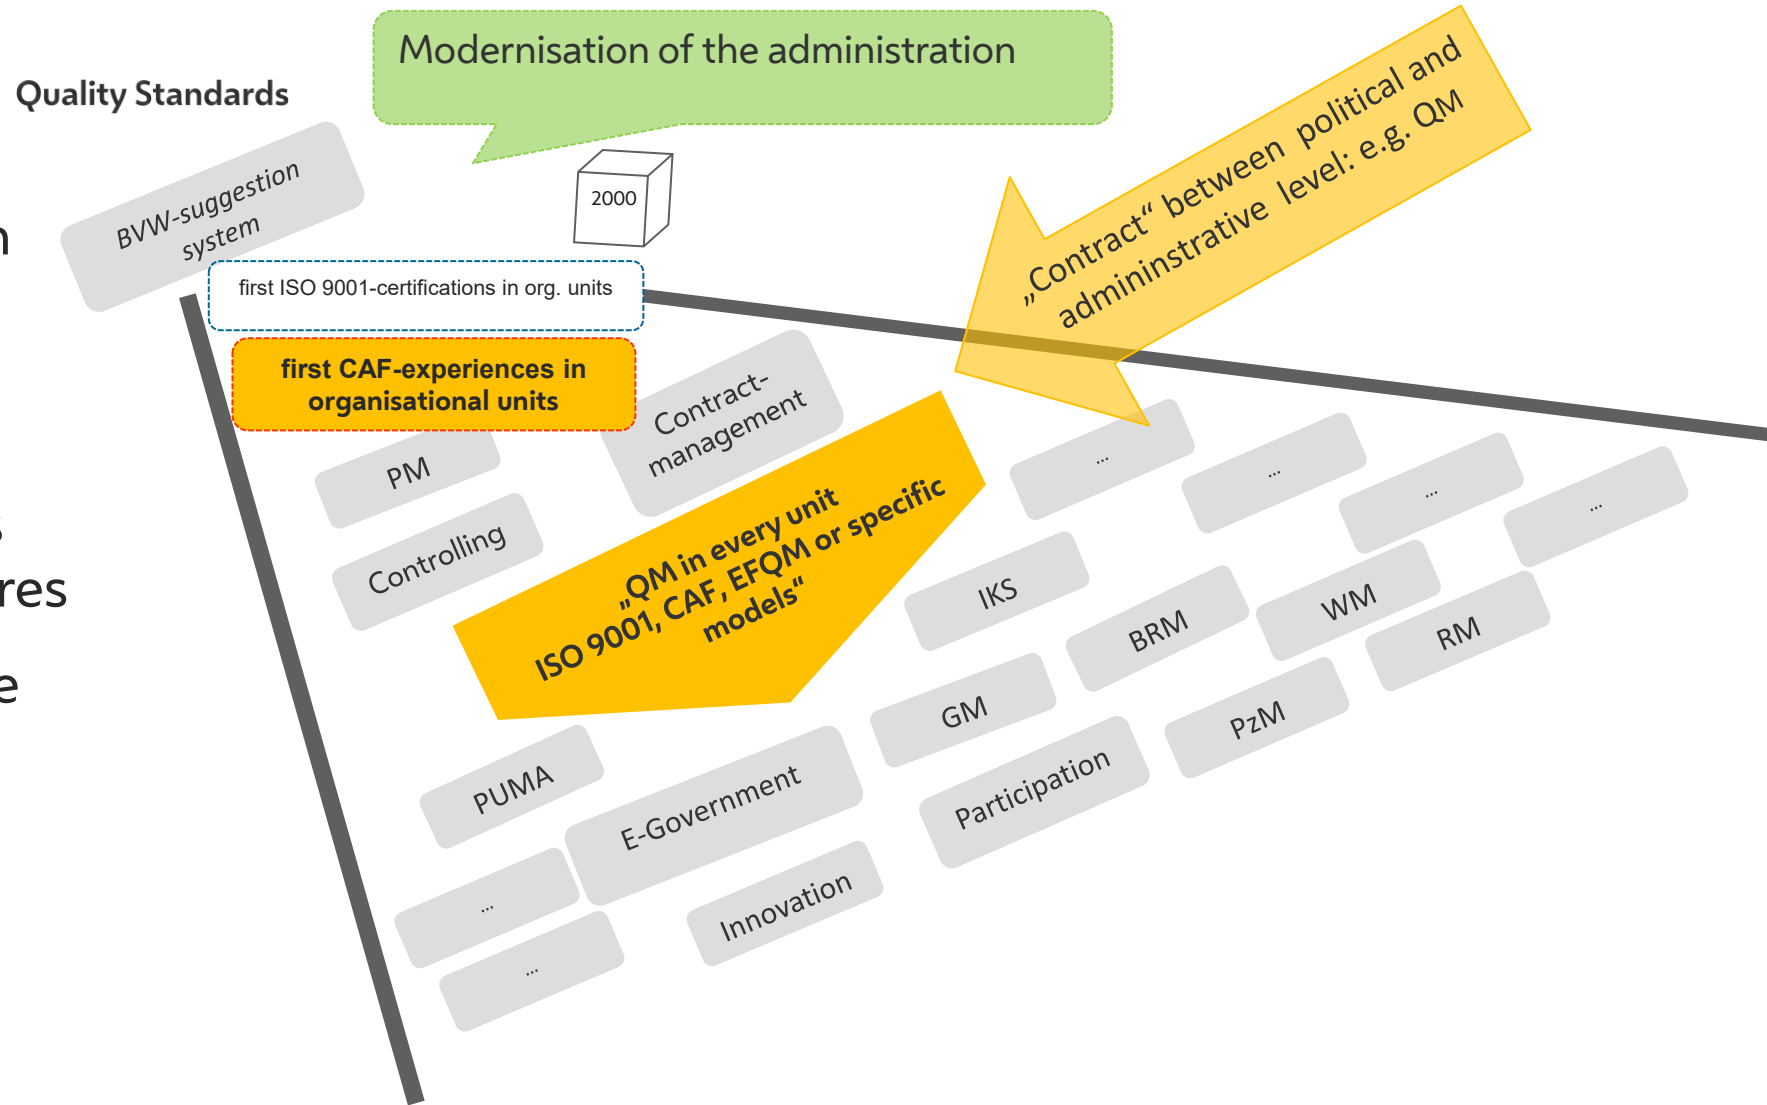 Modernisation of the administration
Quality Standards
BVW-suggestion
system
2000
„Contract“ between political and
admininstrative level: e.g. QM
n
first ISO 9001-certifications in org. units
first CAF-experiences in
organisational units
Contract-
management
PM
Controlling
s
res
e
„QM in every unit
ISO 9001, CAF, EFQM or specific
models“
...
...
...
...
IKS
BRM
WM
RM
GM
PzM
Participation
PUMA
E-Government
Innovation
...
...